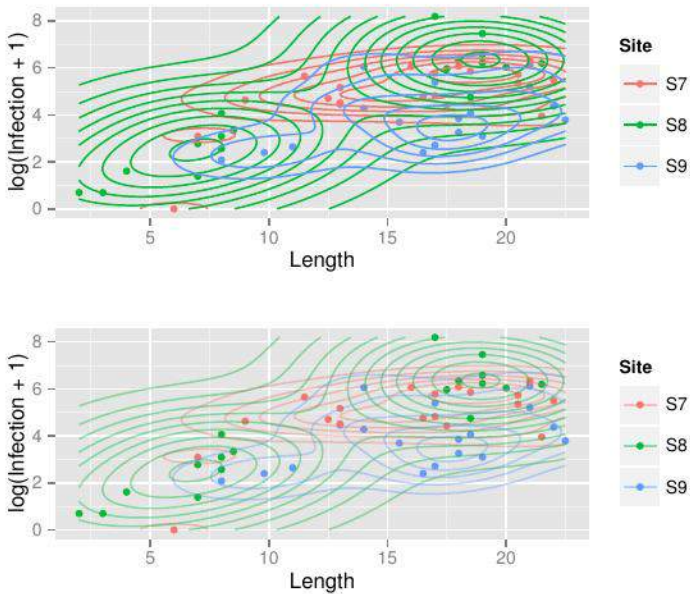 8
6
4
2
0
log(Infection + 1)
5
10
15
20
Length
Site
S7
S8
S9
8
6
4
2
0
log(Infection + 1)
5
10
15
20
Length
Site
S7
S8
S9